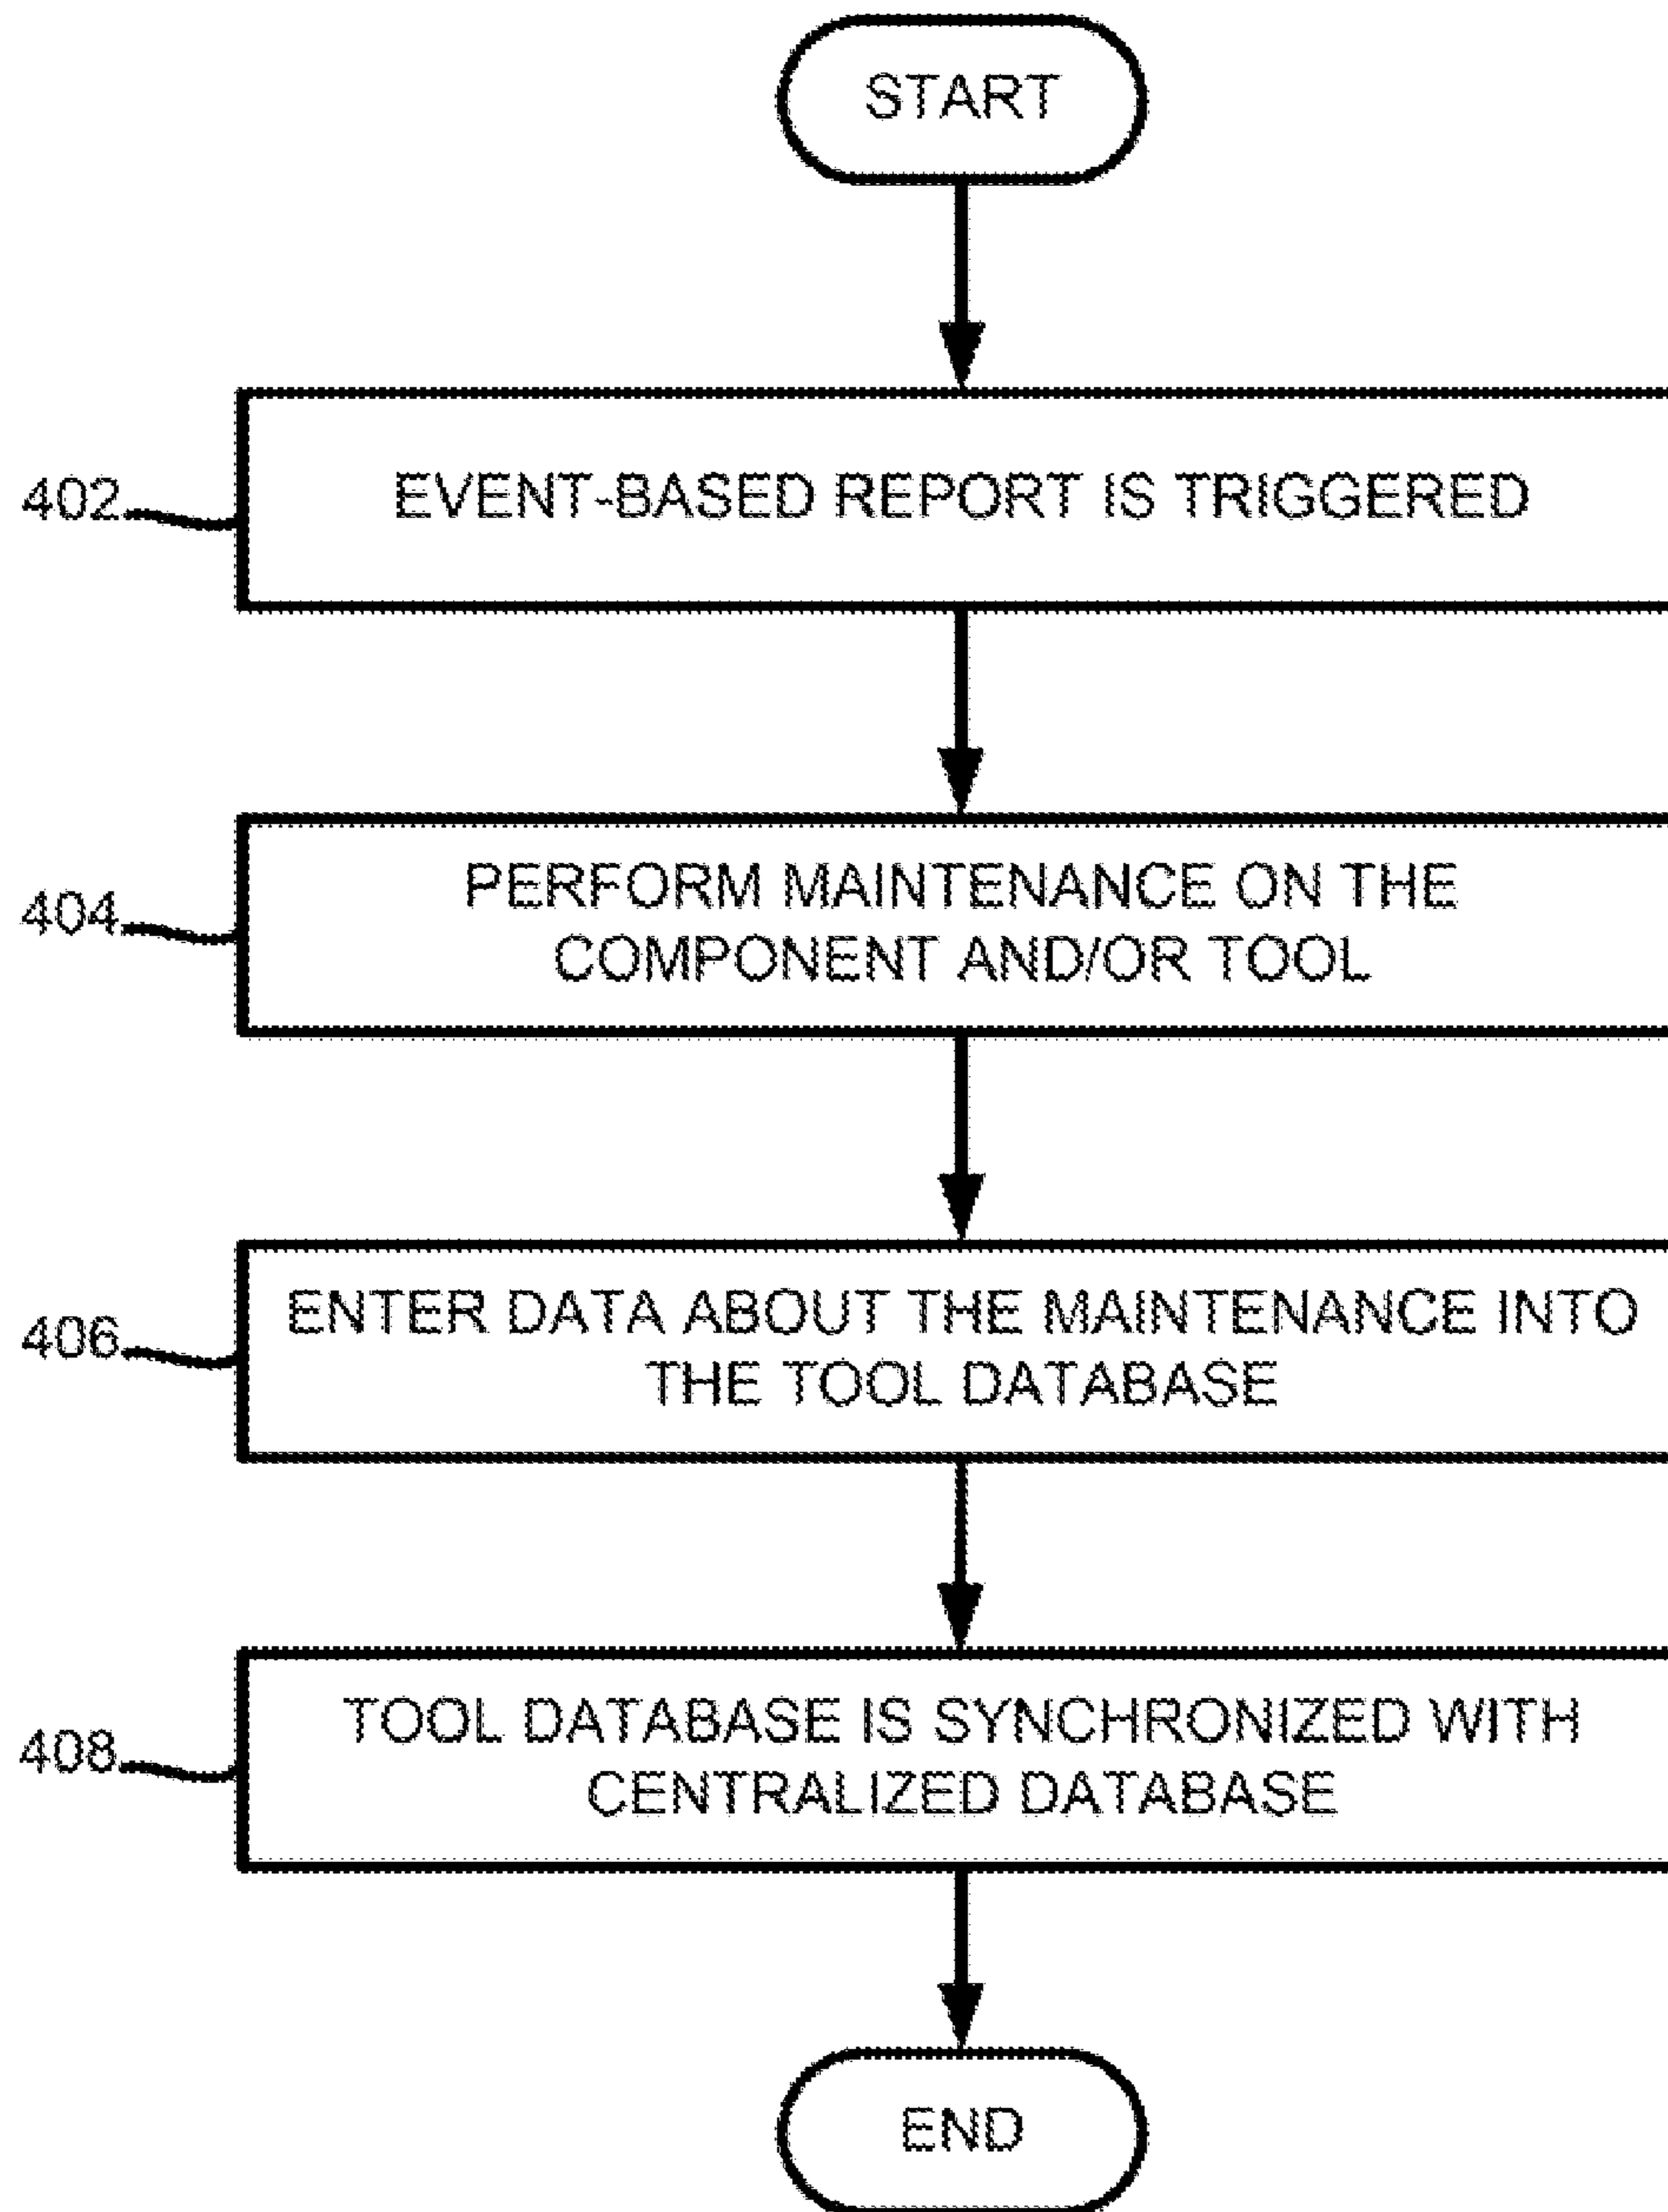 START
402
EVENT-BASED REPORT IS TRIGGERED
404
PERFORM MAINTENANCE ON THE
COMPONENT AND/OR TOOL
406
ENTER DATA ABOUT THE MAINTENANCE INTO
THE TOOL DATABASE
408
TOOL DATABASE IS SYNCHRONIZED WITH
CENTRALIZED DATABASE
END